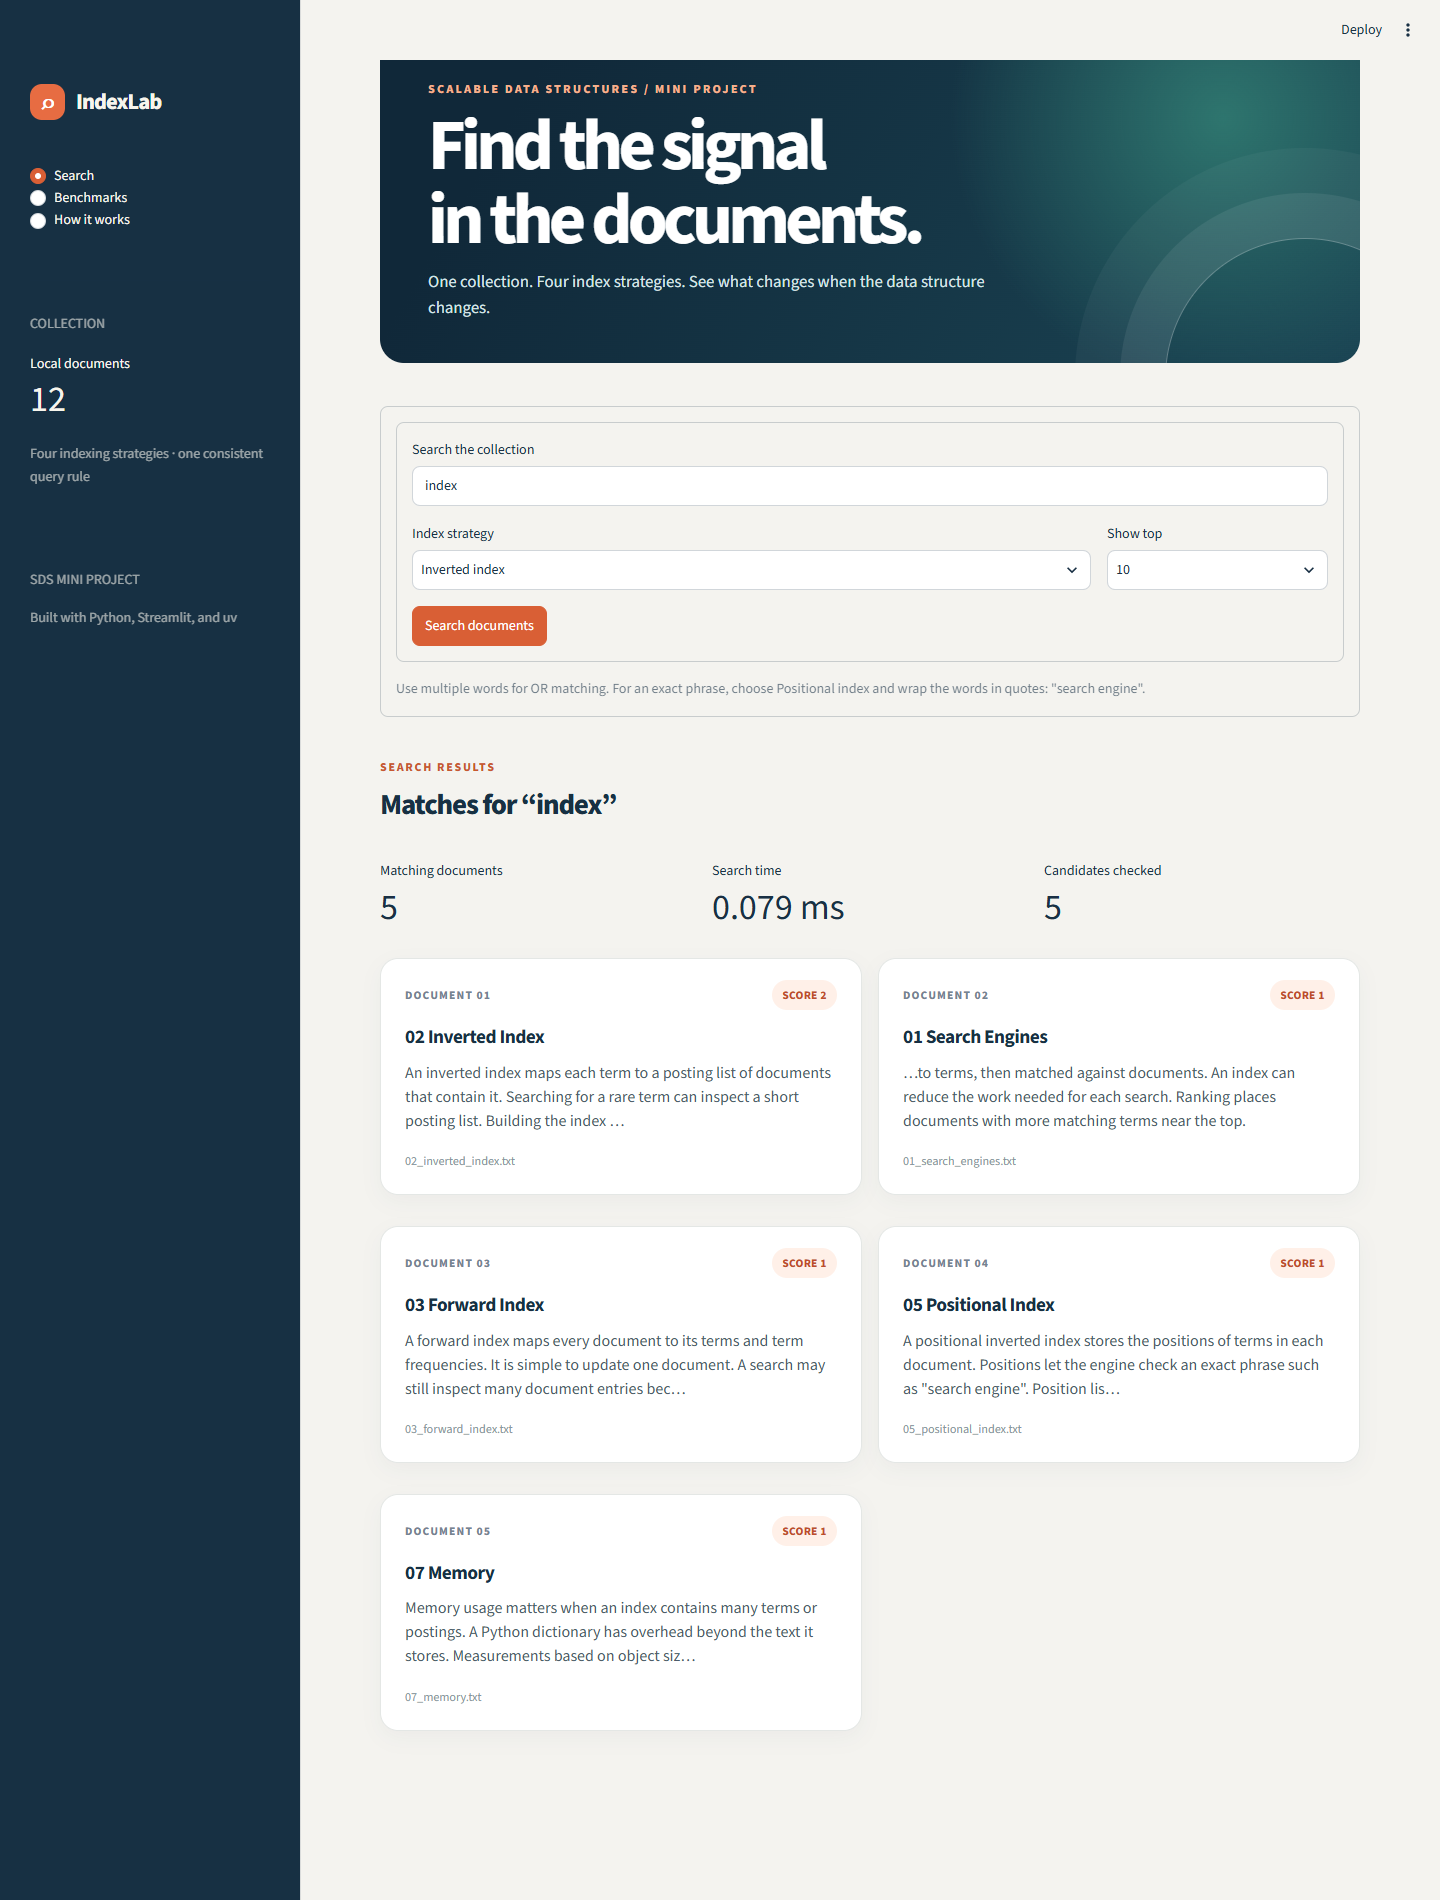 Deploy
IndexLab
Search
Benchmarks
How it works
COLLECTION
Local documents
12
Four indexing strategies · one consistent
query rule
SDS MINI PROJECT
Built with Python, Streamlit, and uv
SCALABLE DATA STRUCTURES / MINI PROJECT
Find the signal
in the documents.
One collection. Four index strategies. See what changes when the data structure
changes.
Search the collection
index
Index strategy
Show top
Inverted index
10
Search documents
Use multiple words for OR matching. For an exact phrase, choose Positional index and wrap the words in quotes: "search engine".
SEARCH RESULTS
Matches for “index”
Matching documents
5
Search time
0.079 ms
Candidates checked
5
DOCUMENT 01
SCORE 2
02 Inverted Index
An inverted index maps each term to a posting list of documents
that contain it. Searching for a rare term can inspect a short
posting list. Building the index …
02_inverted_index.txt
DOCUMENT 02
SCORE 1
01 Search Engines
…to terms, then matched against documents. An index can
reduce the work needed for each search. Ranking places
documents with more matching terms near the top.
01_search_engines.txt
DOCUMENT 03
SCORE 1
03 Forward Index
A forward index maps every document to its terms and term
frequencies. It is simple to update one document. A search may
still inspect many document entries bec…
03_forward_index.txt
DOCUMENT 04
SCORE 1
05 Positional Index
A positional inverted index stores the positions of terms in each
document. Positions let the engine check an exact phrase such
as "search engine". Position lis…
05_positional_index.txt
DOCUMENT 05
SCORE 1
07 Memory
Memory usage matters when an index contains many terms or
postings. A Python dictionary has overhead beyond the text it
stores. Measurements based on object siz…
07_memory.txt